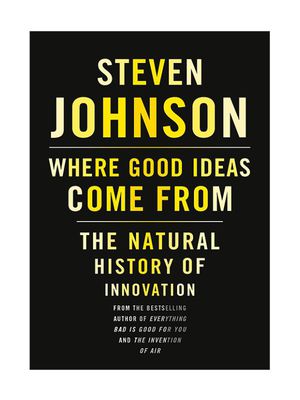 STEVEN
JOHNSON
WHERE GOOD IDEAS
COME FROM
THE NATURAL
HISTORY OF
INNOVATION
FROM THE BESTSELLING
AUTHOR OF EVERYTHING
BAD IS GOOD FOR YOU
AND THE INVENTION
OF AIR